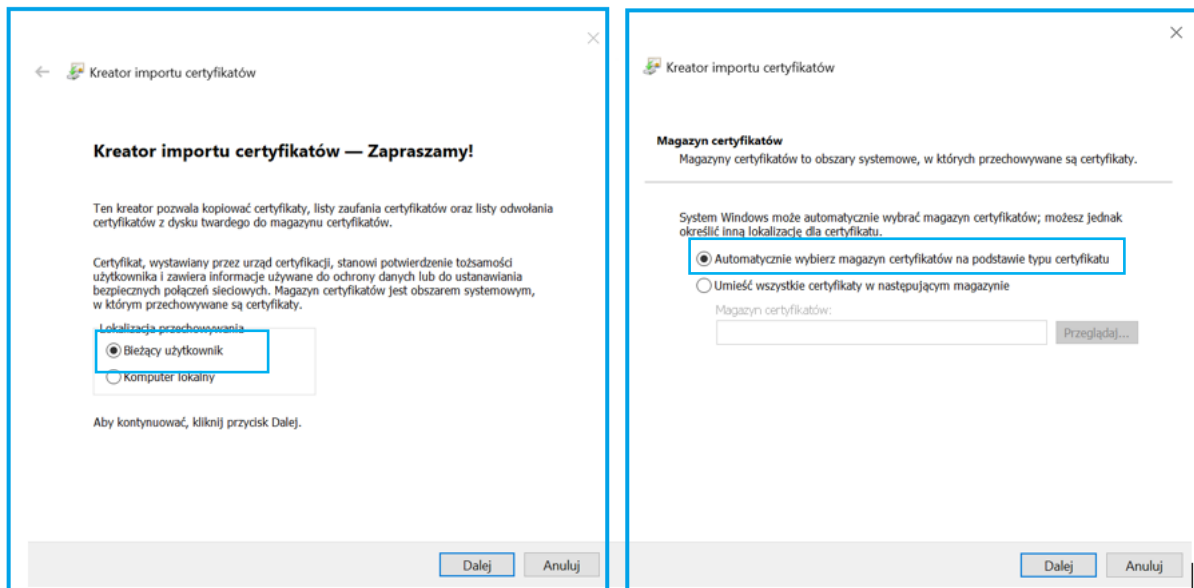 Kreator importu certyfikatów
Kreator importu certyfikatów — Zapraszamy!
Ten kreator pozwala kopiować certyfikaty, listy zaufania certyfikatów oraz listy odwołania
certyfikatów z dysku twardego do magazynu certyfikatów.
Certyfikat, wystawiany przez urząd certyfikacji, stanowi potwierdzenie tożsamości
użytkownika i zawiera informacje używane do ochrony danych lub do ustanawiania
bezpiecznych połączeń sieciowych. Magazyn certyfikatów jest obszarem systemowym,
w którym przechowywane są certyfikaty.
Lokalizacja przechowywania
Bieżący użytkownik
Komputer lokalny
Aby kontynuować, kliknij przycisk Dalej.
Dalej
Anuluj
Kreator importu certyfikatów
Magazyn certyfikatów
Magazyny certyfikatów to obszary systemowe, w których przechowywane są certyfikaty.
System Windows może automatycznie wybrać magazyn certyfikatów; możesz jednak
określić inną lokalizację dla certyfikatu.
Automatycznie wybierz magazyn certyfikatów na podstawie typu certyfikatu
Umieść wszystkie certyfikaty w następującym magazynie
Magazyn certyfikatów:
Przeglądaj...
Dalej
Anuluj